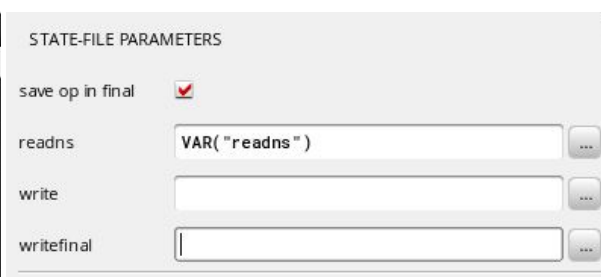 STATE-FILE PARAMETERS
save op in final
readns VAR("readns") ...
write ...
writefinal ...